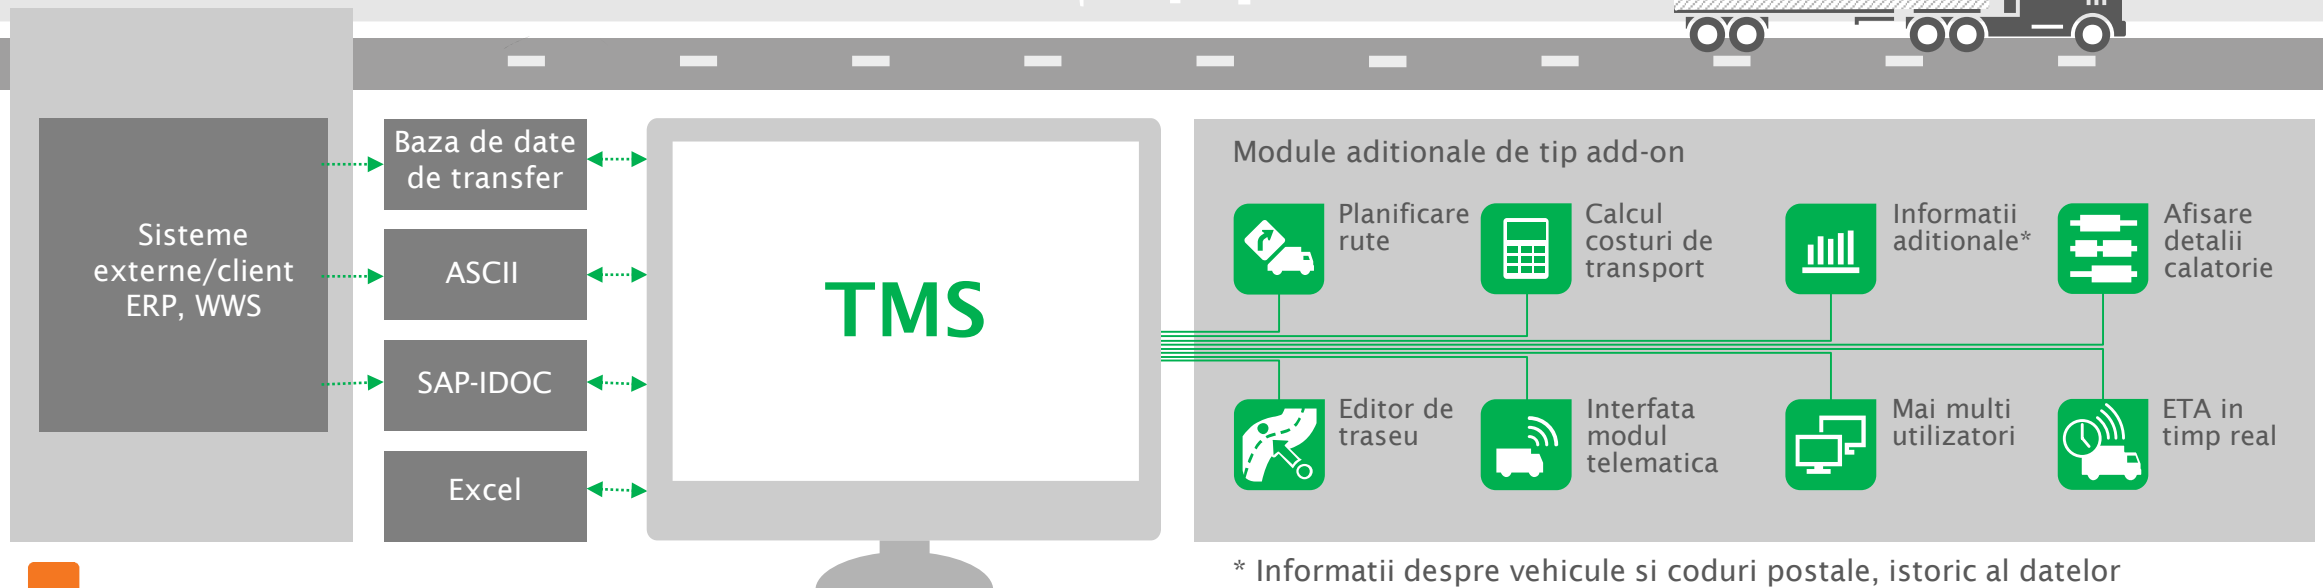 Sisteme
externe/client
ERP, WWS
Baza de date
de transfer
ASCII
SAP-IDOC
Excel
TMS
Module aditionale de tip add-on
Planificare
rute
Calcul
costuri de
transport
Informatii
aditionale*
Afisare
detalii
calatorie
Editor de
traseu
Interfata
modul
telematica
Mai multi
utilizatori
ETA in
timp real
* Informatii despre vehicule si coduri postale, istoric al datelor